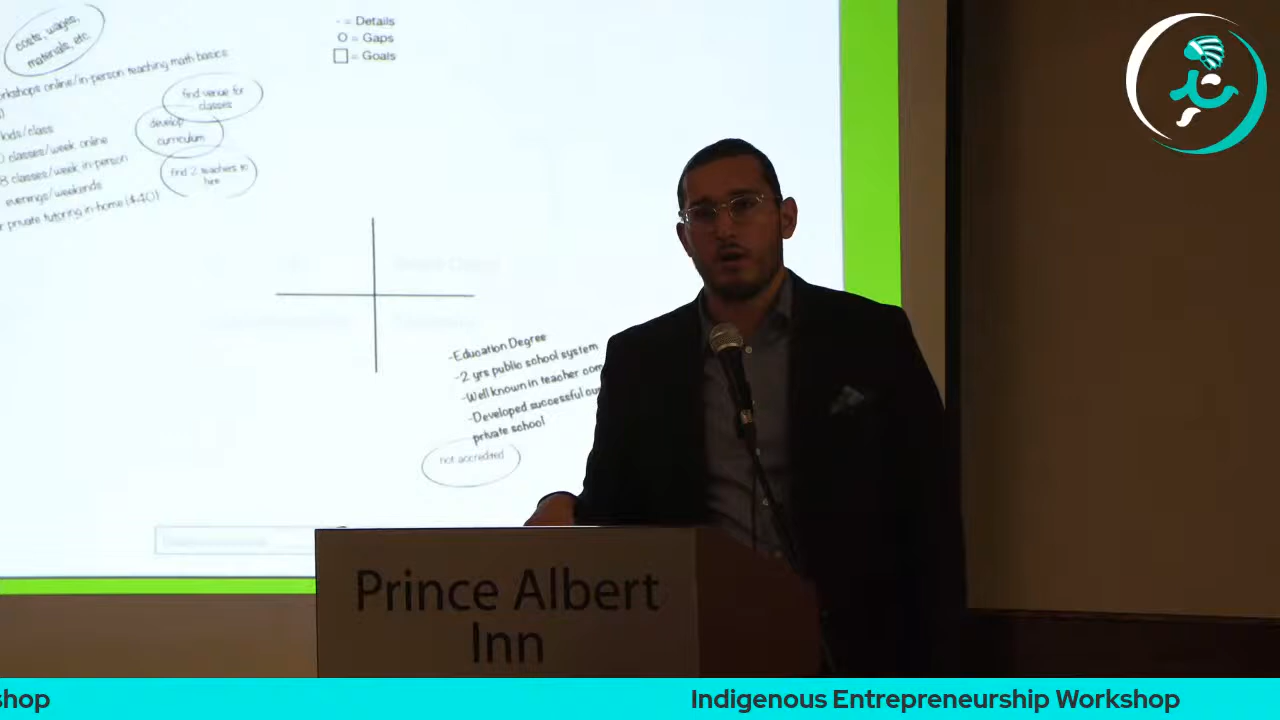 costs, wages,
materials, etc.
- = Details
O = Gaps
= Goals
workshops online/in-person teaching math basics
find venue for
classes
kids/class
develop
curriculum
classes/week online
8 classes/week in-person
find 2 teachers to
hire
evenings/weekends
private tutoring in-home ($40)
-Education Degree
-2 yrs public school system
-Well known in teacher com
-Developed successful
private school
not accredited
Prince Albert
Inn
shop
Indigenous Entrepreneurship Workshop